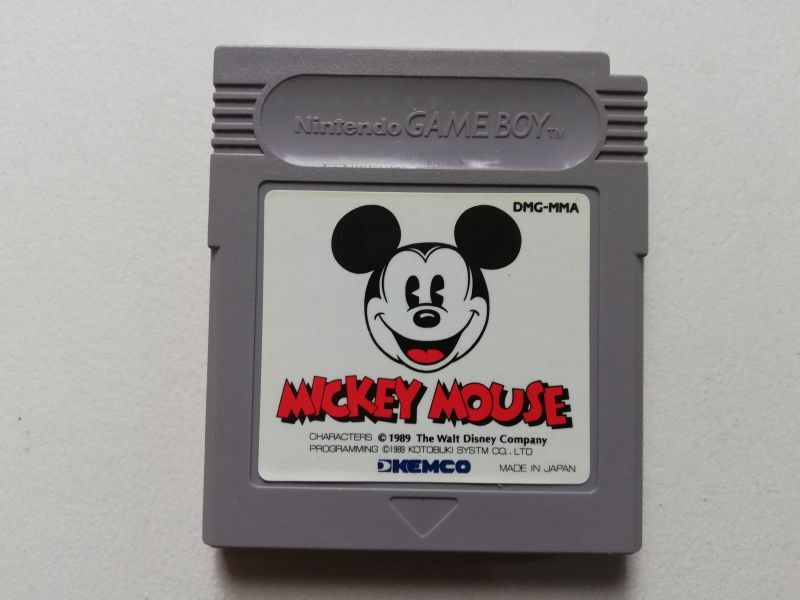 Nintendo GAME BOY TM
DMG-MMA
MICKEY MOUSE
CHARACTERS © 1989 The Walt Disney Company
PROGRAMMING ©1989 KOTOBUKI SYSTM CO., LTD
KEMCO MADE IN JAPAN